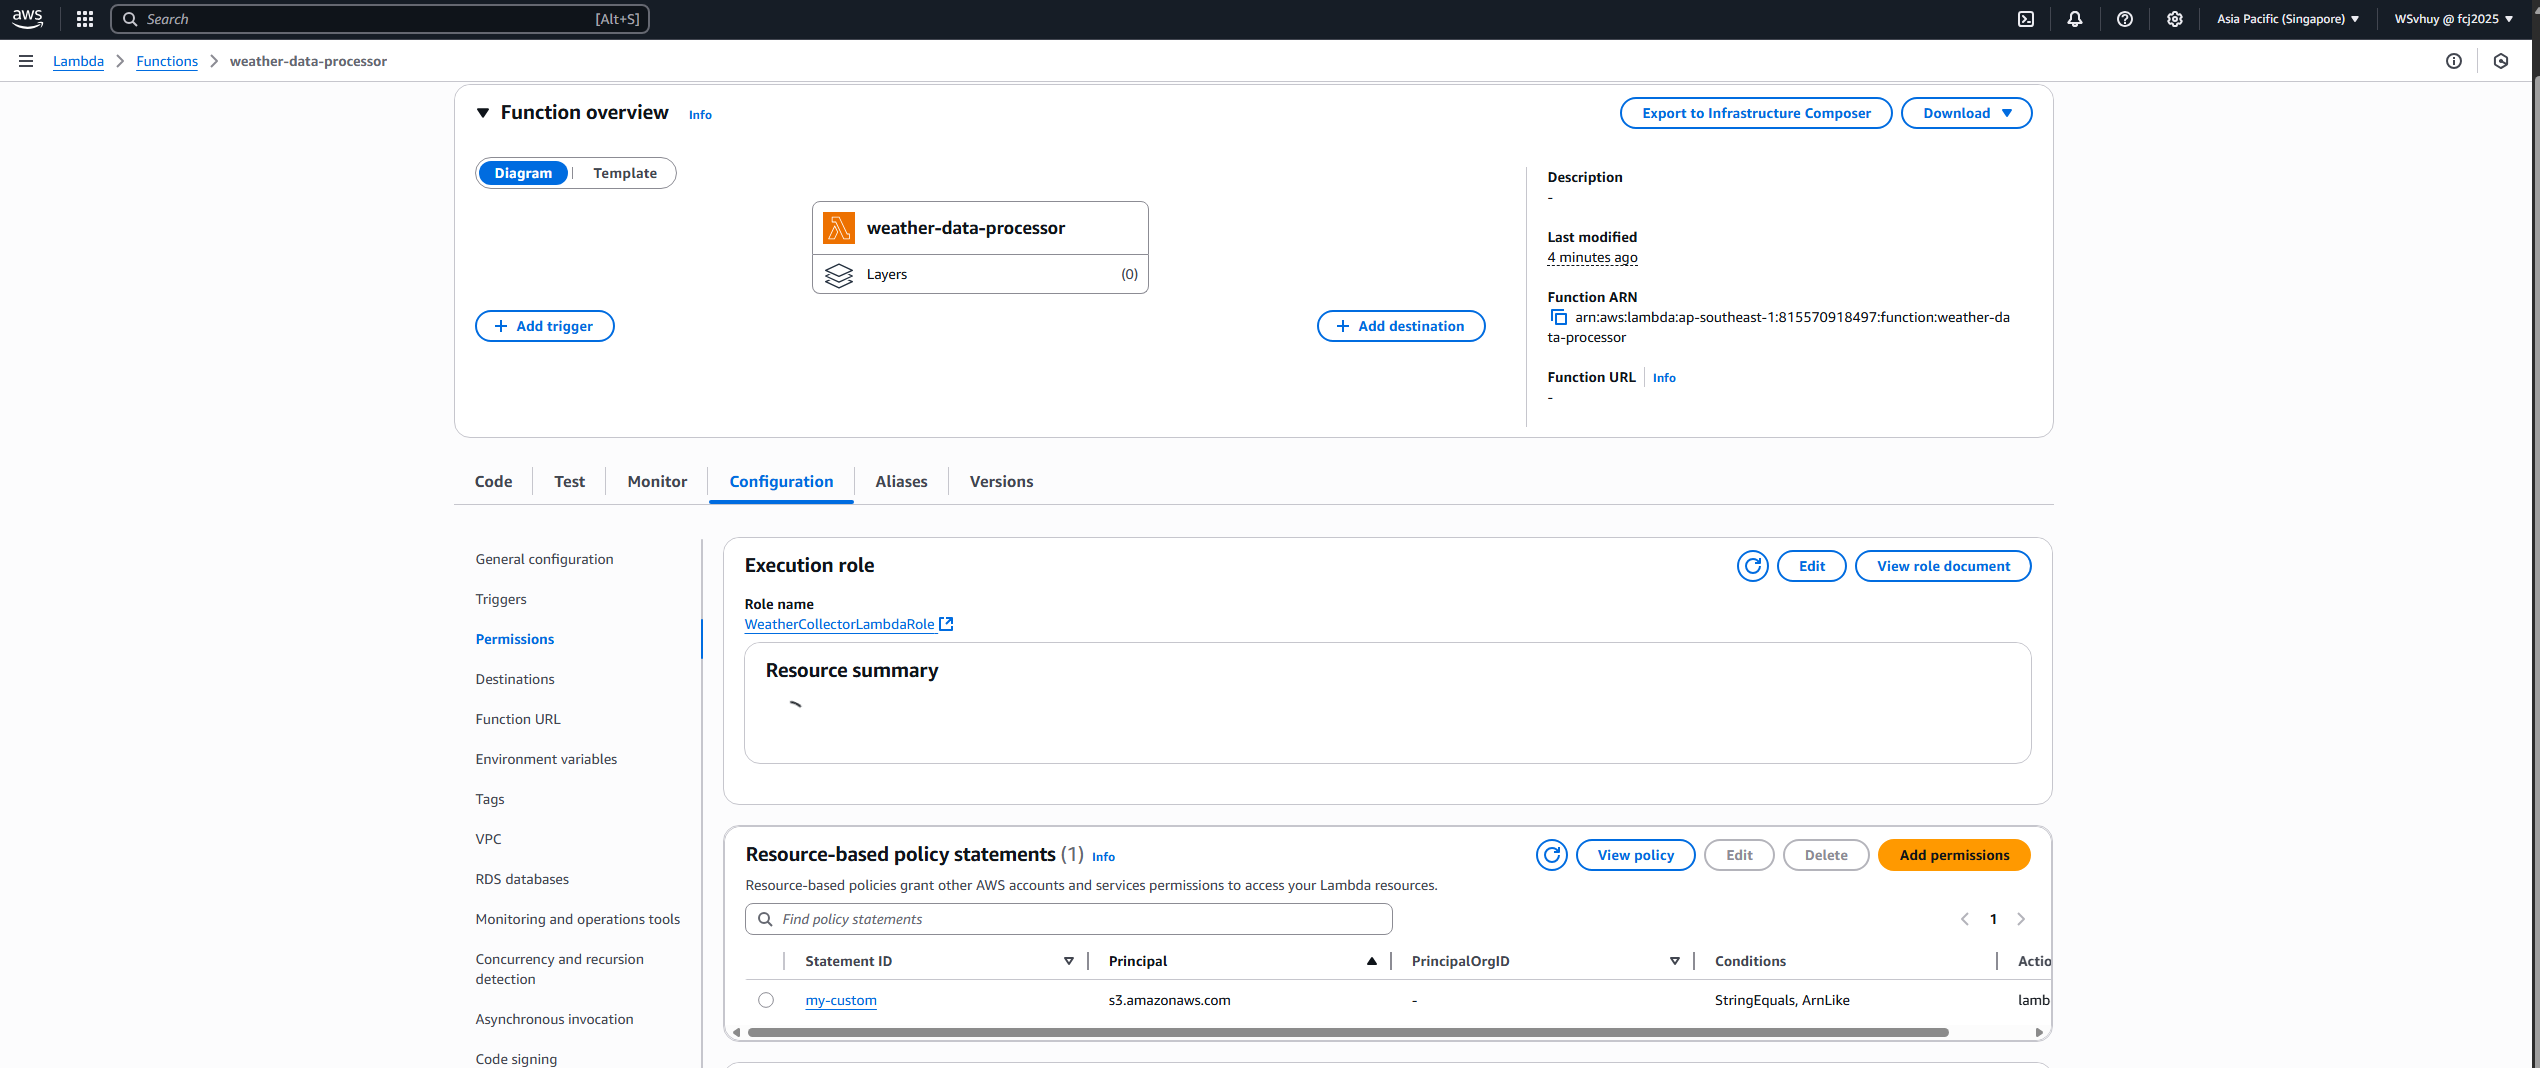 aws
Search [Alt+S]
Asia Pacific (Singapore)
WSvhuy @ fcj2025
Lambda
Functions
weather-data-processor
Function overview
Info
Export to Infrastructure Composer
Download
Diagram
Template
weather-data-processor
Layers
(0)
Add trigger
Add destination
Description
-
Last modified
4 minutes ago
Function ARN
arn:aws:lambda:ap-southeast-1:815570918497:function:weather-da
ta-processor
Function URL
Info
-
Code
Test
Monitor
Configuration
Aliases
Versions
General configuration
Triggers
Permissions
Destinations
Function URL
Environment variables
Tags
VPC
RDS databases
Monitoring and operations tools
Concurrency and recursion
detection
Asynchronous invocation
Code signing
Execution role
Edit
View role document
Role name
WeatherCollectorLambdaRole
Resource summary
Resource-based policy statements (1)
Info
View policy
Edit
Delete
Add permissions
Resource-based policies grant other AWS accounts and services permissions to access your Lambda resources.
Find policy statements
1
Statement ID
Principal
PrincipalOrgID
Conditions
Actio
my-custom
s3.amazonaws.com
-
StringEquals, ArnLike
lamb